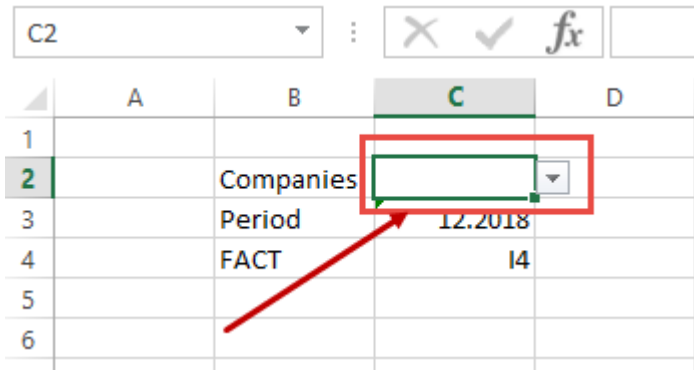 C2 fx
A B C D
1
2 Companies
3 Period 12.2018
4 FACT I4
5
6